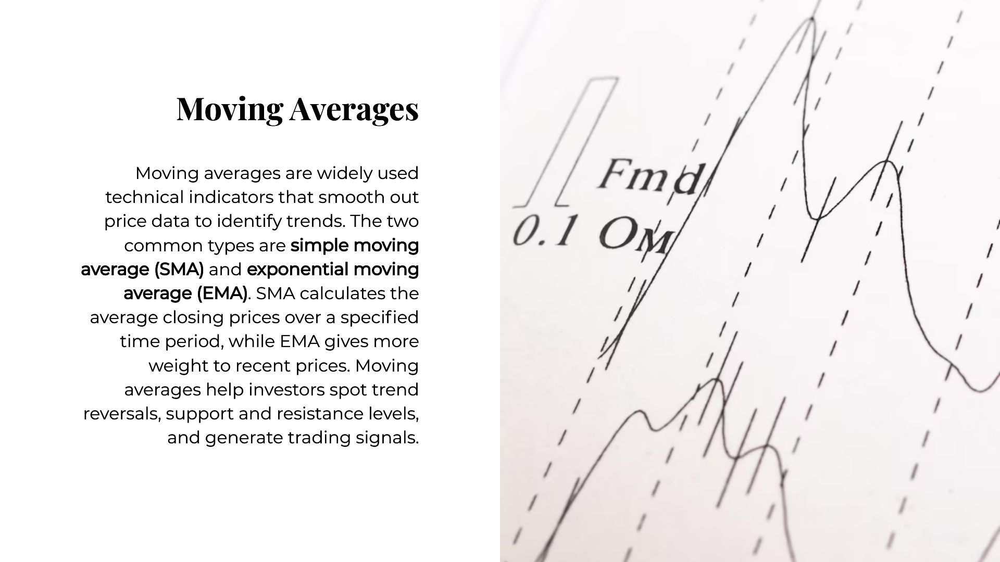 Moving Averages
Moving averages are widely used
technical indicators that smooth out
price data to identify trends. The two
common types are simple moving
average (SMA) and exponential moving
average (EMA). SMA calculates the
average closing prices over a specified
time period, while EMA gives more
weight to recent prices. Moving
averages help investors spot trend
reversals, support and resistance levels,
and generate trading signals.
Fmd
0.1 Ом